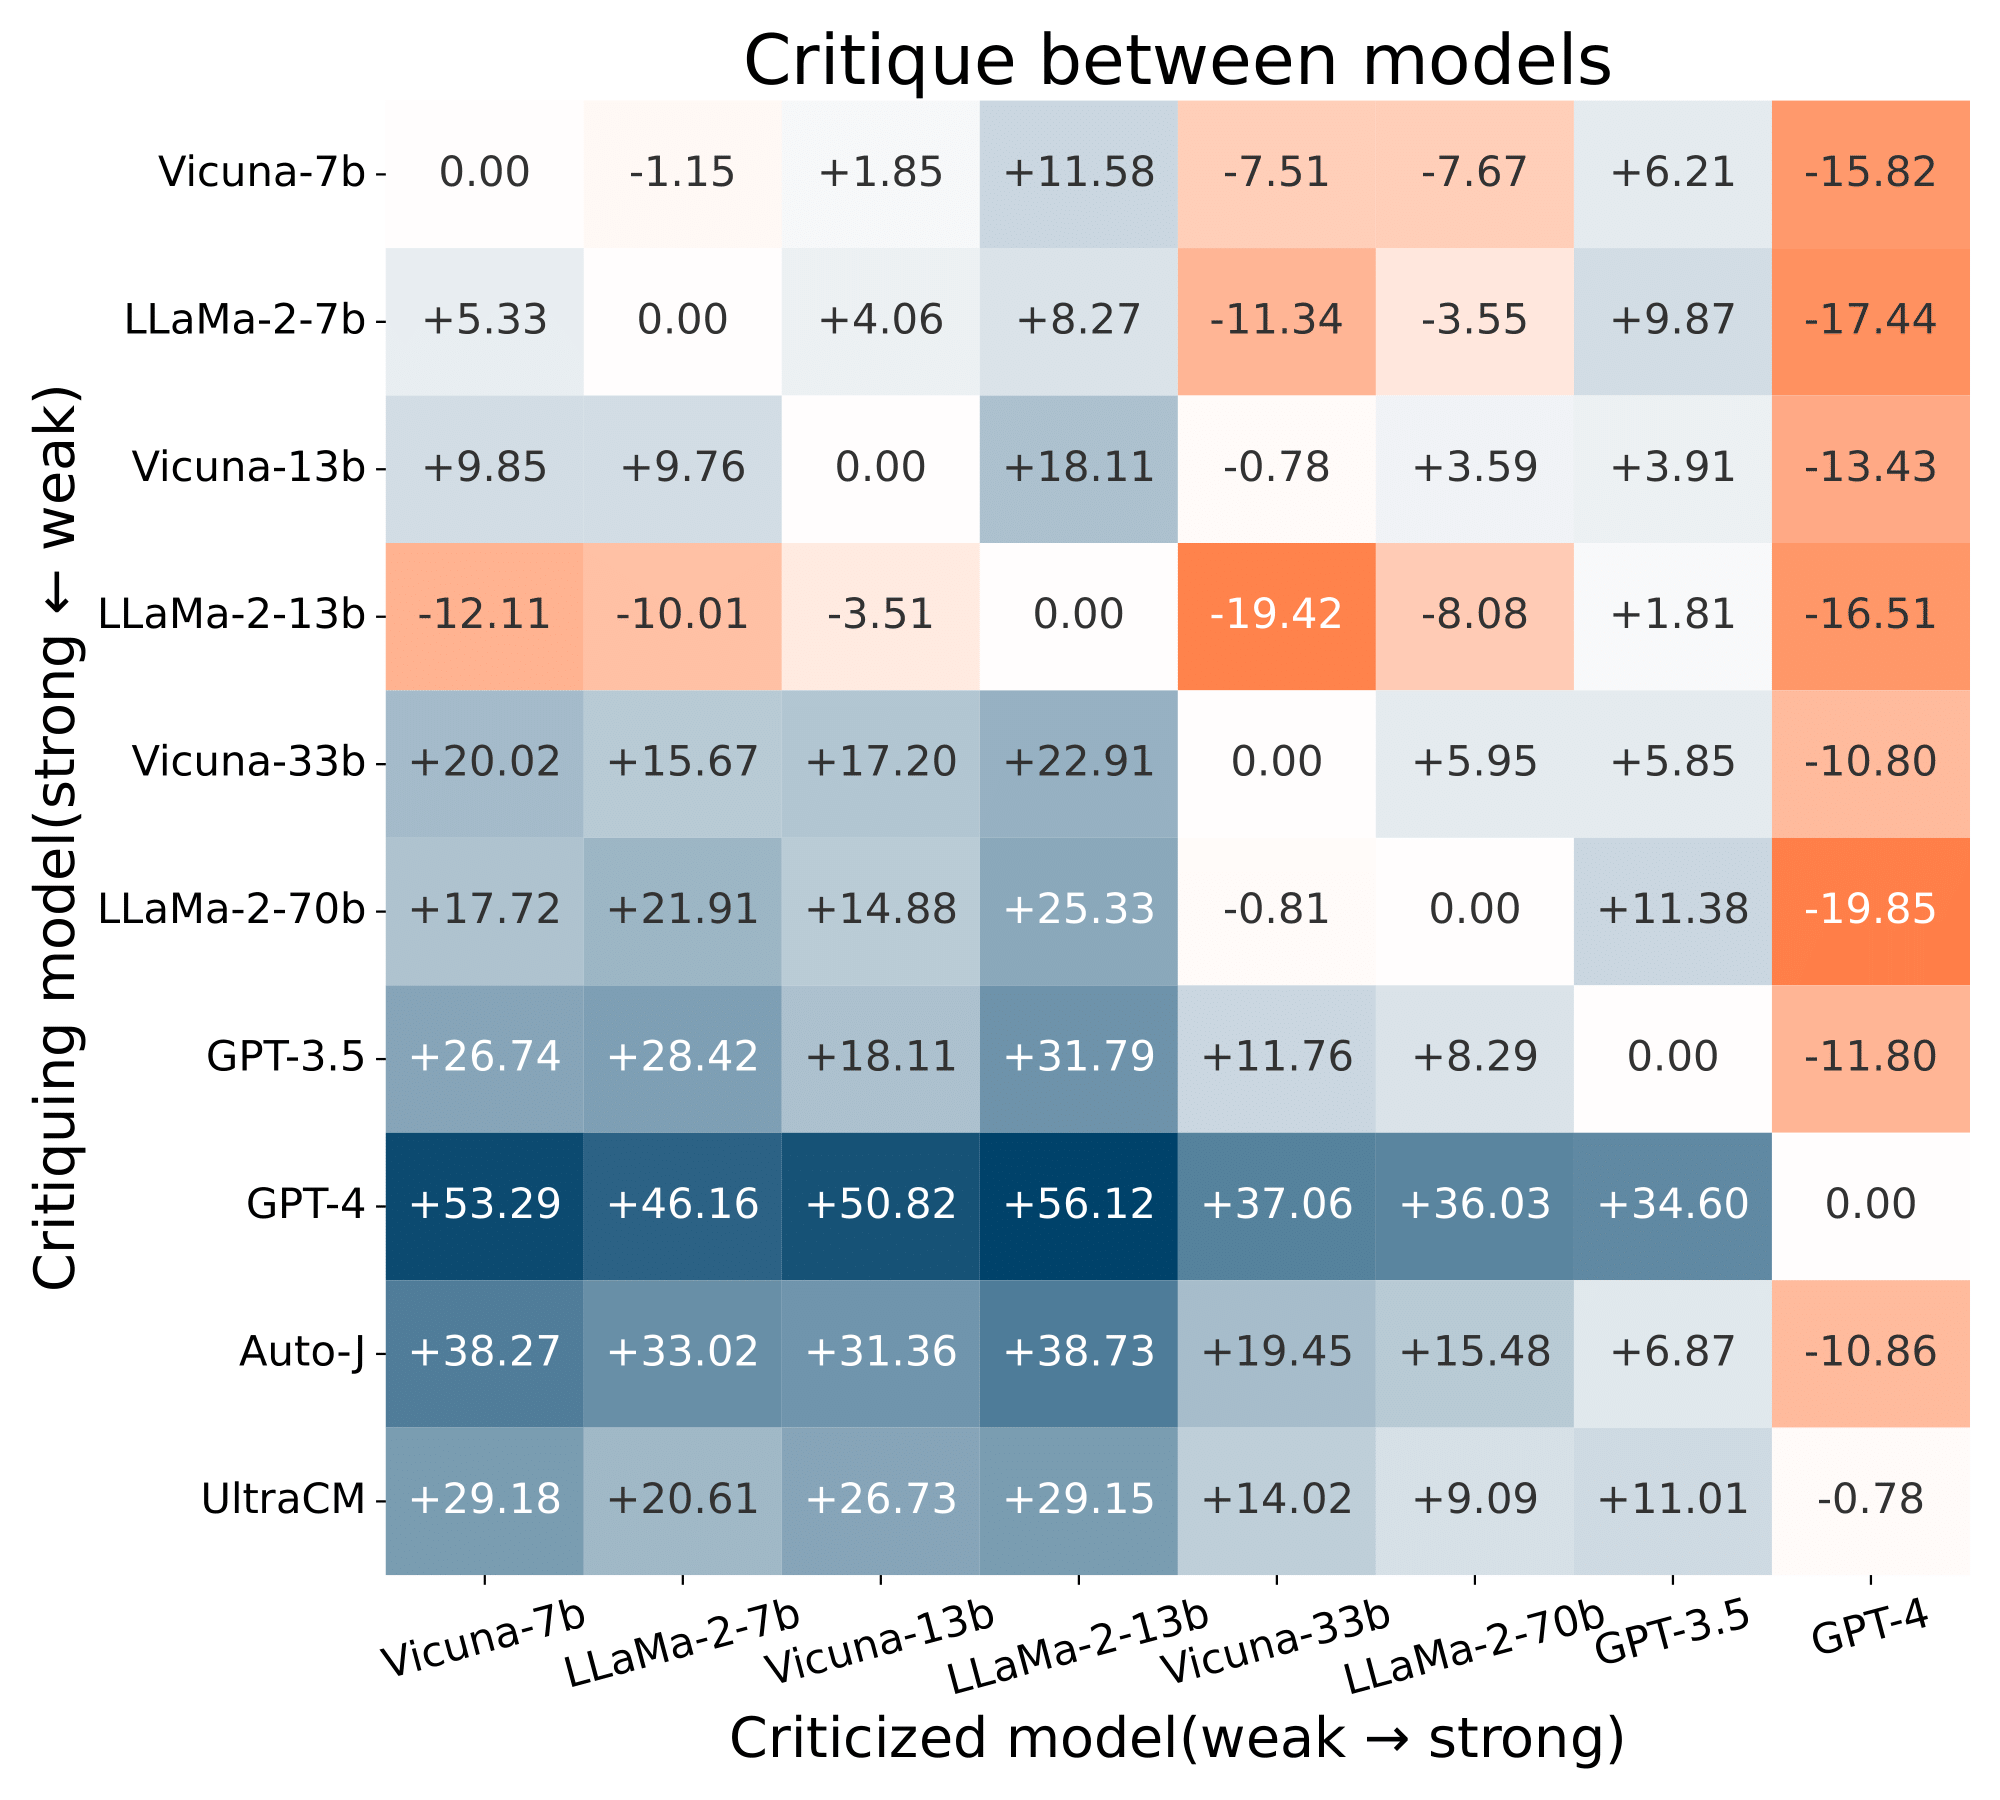 Critique between models
Critiquing model(strong ← weak)
Vicuna-7b 0.00 -1.15 +1.85 +11.58 -7.51 -7.67 +6.21 -15.82
LLaMa-2-7b +5.33 0.00 +4.06 +8.27 -11.34 -3.55 +9.87 -17.44
Vicuna-13b +9.85 +9.76 0.00 +18.11 -0.78 +3.59 +3.91 -13.43
LLaMa-2-13b -12.11 -10.01 -3.51 0.00 -19.42 -8.08 +1.81 -16.51
Vicuna-33b +20.02 +15.67 +17.20 +22.91 0.00 +5.95 +5.85 -10.80
LLaMa-2-70b +17.72 +21.91 +14.88 +25.33 -0.81 0.00 +11.38 -19.85
GPT-3.5 +26.74 +28.42 +18.11 +31.79 +11.76 +8.29 0.00 -11.80
GPT-4 +53.29 +46.16 +50.82 +56.12 +37.06 +36.03 +34.60 0.00
Auto-J +38.27 +33.02 +31.36 +38.73 +19.45 +15.48 +6.87 -10.86
UltraCM +29.18 +20.61 +26.73 +29.15 +14.02 +9.09 +11.01 -0.78
Vicuna-7b LLaMa-2-7b Vicuna-13b LLaMa-2-13b Vicuna-33b LLaMa-2-70b GPT-3.5 GPT-4
Criticized model(weak → strong)